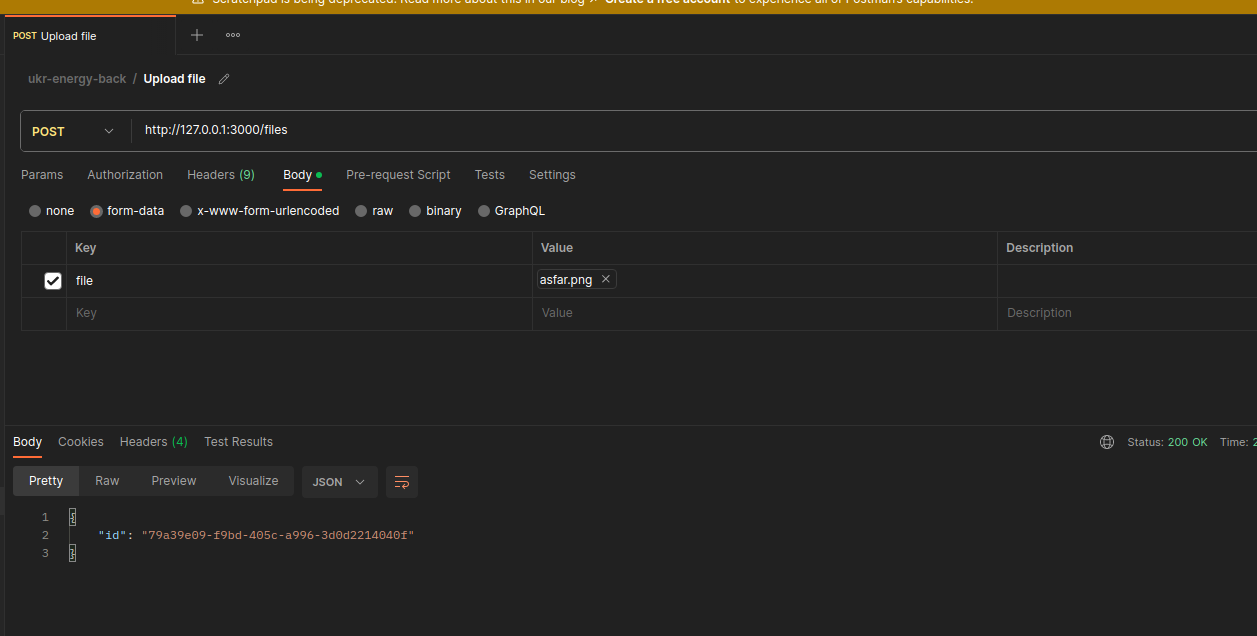 Scratchpad is being deprecated. Read more about this in our blog ↗ Create a free account to experience all of Postman's capabilities.
POST Upload file
ukr-energy-back / Upload file
POST http://127.0.0.1:3000/files
Params Authorization Headers (9) Body Pre-request Script Tests Settings
none form-data x-www-form-urlencoded raw binary GraphQL
Key Value Description
file asfar.png
Key Value Description
Body Cookies Headers (4) Test Results Status: 200 OK Time:
Pretty Raw Preview Visualize JSON
1 {
2 "id": "79a39e09-f9bd-405c-a996-3d0d2214040f"
3 }